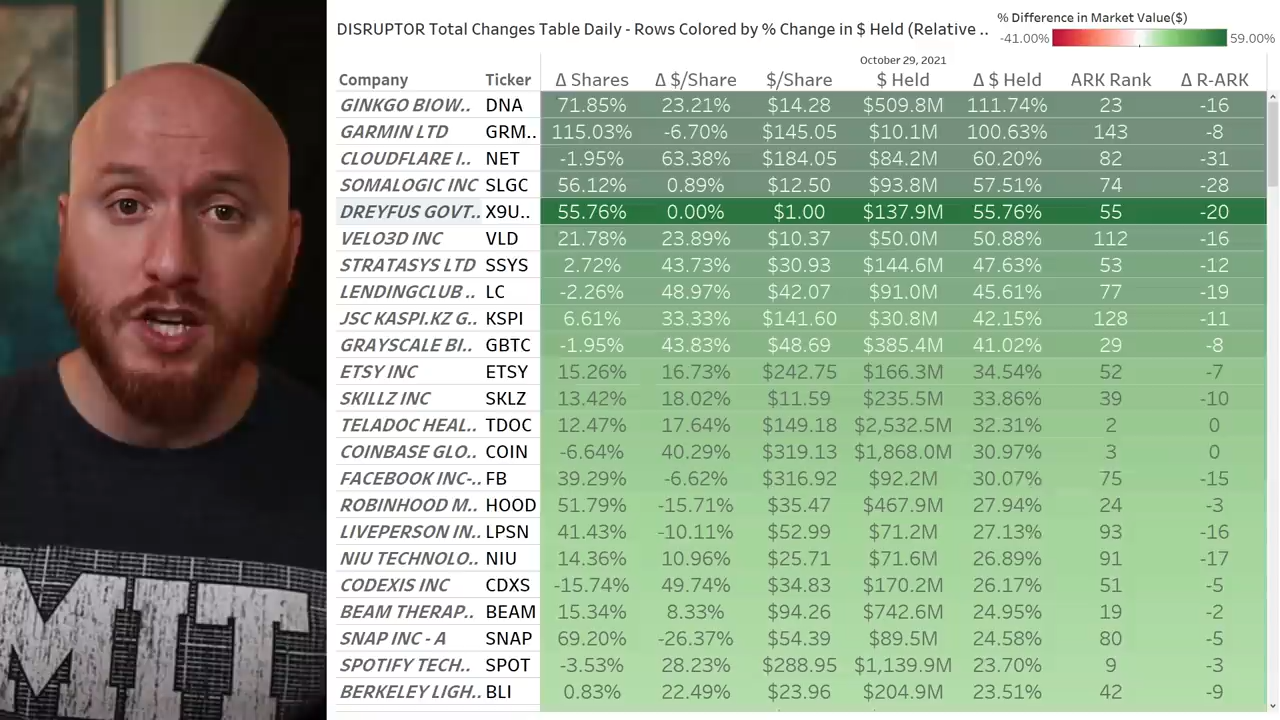 DISRUPTOR Total Changes Table Daily - Rows Colored by % Change in $ Held (Relative ..
% Difference in Market Value($)
-41.00% 59.00%
October 29, 2021
Company Ticker Δ Shares Δ $/Share $/Share $ Held Δ $ Held ARK Rank Δ R-ARK
GINKGO BIOW.. DNA 71.85% 23.21% $14.28 $509.8M 111.74% 23 -16
GARMIN LTD GRM.. 115.03% -6.70% $145.05 $10.1M 100.63% 143 -8
CLOUDFLARE I.. NET -1.95% 63.38% $184.05 $84.2M 60.20% 82 -31
SOMALOGIC INC SLGC 56.12% 0.89% $12.50 $93.8M 57.51% 74 -28
DREYFUS GOVT.. X9U.. 55.76% 0.00% $1.00 $137.9M 55.76% 55 -20
VELO3D INC VLD 21.78% 23.89% $10.37 $50.0M 50.88% 112 -16
STRATASYS LTD SSYS 2.72% 43.73% $30.93 $144.6M 47.63% 53 -12
LENDINGCLUB .. LC -2.26% 48.97% $42.07 $91.0M 45.61% 77 -19
JSC KASPI.KZ G.. KSPI 6.61% 33.33% $141.60 $30.8M 42.15% 128 -11
GRAYSCALE BI.. GBTC -1.95% 43.83% $48.69 $385.4M 41.02% 29 -8
ETSY INC ETSY 15.26% 16.73% $242.75 $166.3M 34.54% 52 -7
SKILLZ INC SKLZ 13.42% 18.02% $11.59 $235.5M 33.86% 39 -10
TELADOC HEAL.. TDOC 12.47% 17.64% $149.18 $2,532.5M 32.31% 2 0
COINBASE GLO.. COIN -6.64% 40.29% $319.13 $1,868.0M 30.97% 3 0
FACEBOOK INC-.. FB 39.29% -6.62% $316.92 $92.2M 30.07% 75 -15
ROBINHOOD M.. HOOD 51.79% -15.71% $35.47 $467.9M 27.94% 24 -3
LIVEPERSON IN.. LPSN 41.43% -10.11% $52.99 $71.2M 27.13% 93 -16
NIU TECHNOLO.. NIU 14.36% 10.96% $25.71 $71.6M 26.89% 91 -17
CODEXIS INC CDXS -15.74% 49.74% $34.83 $170.2M 26.17% 51 -5
BEAM THERAP.. BEAM 15.34% 8.33% $94.26 $742.6M 24.95% 19 -2
SNAP INC - A SNAP 69.20% -26.37% $54.39 $89.5M 24.58% 80 -5
SPOTIFY TECH.. SPOT -3.53% 28.23% $288.95 $1,139.9M 23.70% 9 -3
BERKELEY LIGH.. BLI 0.83% 22.49% $23.96 $204.9M 23.51% 42 -9
MIT